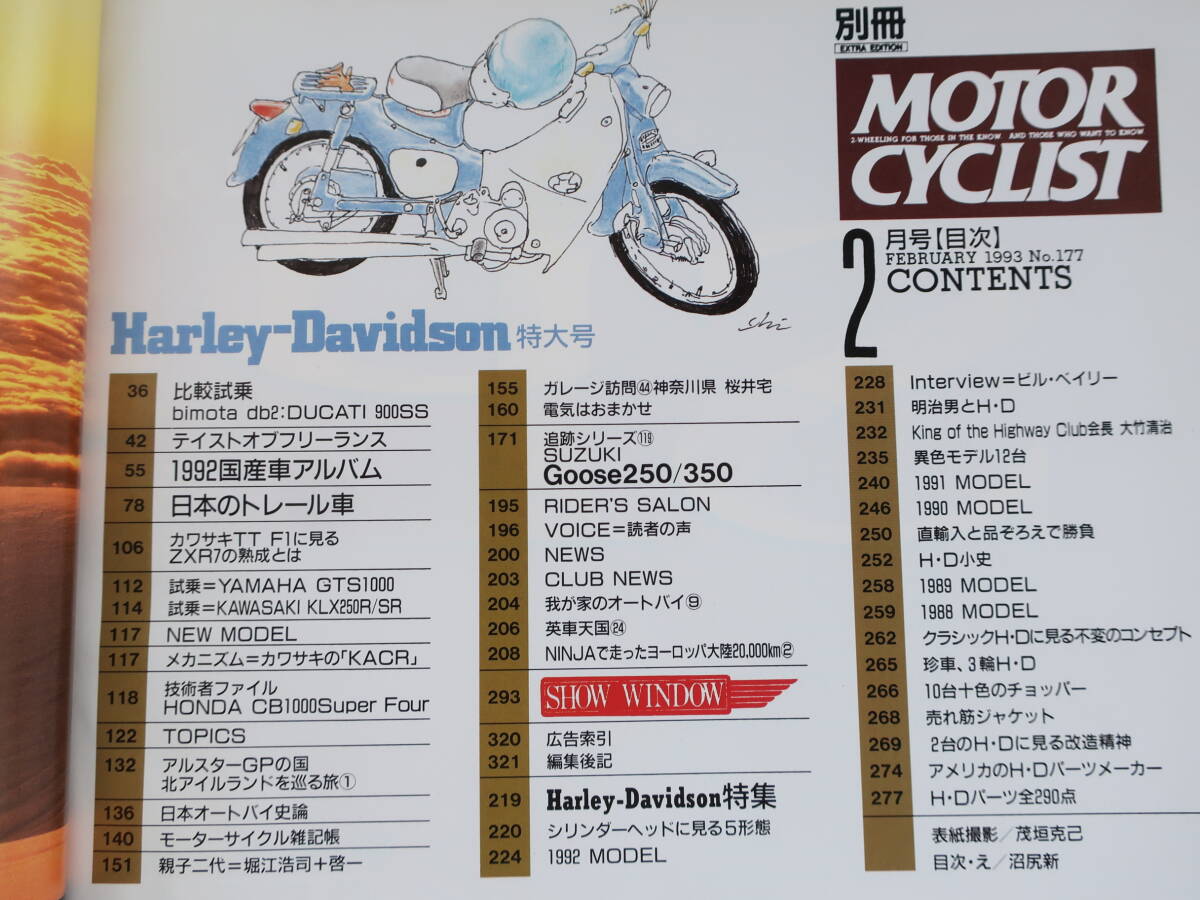 別冊
EXTRA EDITION
MOTOR
2-WHEELING FOR THOSE IN THE KNOW... AND THOSE WHO WANT TO KNOW
CYCLIST
2月号【目次】
FEBRUARY 1993 No.177
CONTENTS
Shi
Harley-Davidson 特大号
36 比較試乗
bimota db2:DUCATI 900SS
42 テイストオブフリーランス
55 1992国産車アルバム
78 日本のトレール車
106 カワサキTT F1に見る
ZXR7の熟成とは
112 試乗=YAMAHA GTS1000
114 試乗=KAWASAKI KLX250R/SR
117 NEW MODEL
117 メカニズム=カワサキの「KACR」
118 技術者ファイル
HONDA CB1000Super Four
122 TOPICS
132 アルスターGPの国
北アイルランドを巡る旅①
136 日本オートバイ史論
140 モーターサイクル雑記帳
151 親子二代=堀江浩司+啓一
155 ガレージ訪問㊹神奈川県 桜井宅
160 電気はおまかせ
171 追跡シリーズ119
SUZUKI
Goose250/350
195 RIDER'S SALON
196 VOICE=読者の声
200 NEWS
203 CLUB NEWS
204 我が家のオートバイ⑨
206 英車天国㉔
208 NINJAで走ったヨーロッパ大陸20,000km②
293 SHOW WINDOW
320 広告索引
321 編集後記
219 Harley-Davidson特集
220 シリンダーヘッドに見る5形態
224 1992 MODEL
228 Interview=ビル・ベイリー
231 明治男とH・D
232 King of the Highway Club会長 大竹清治
235 異色モデル12台
240 1991 MODEL
246 1990 MODEL
250 直輸入と品ぞろえで勝負
252 H・D小史
258 1989 MODEL
259 1988 MODEL
262 クラシックH・Dに見る不変のコンセプト
265 珍車、3輪H・D
266 10台十色のチョッパー
268 売れ筋ジャケット
269 2台のH・Dに見る改造精神
274 アメリカのH・Dパーツメーカー
277 H・Dパーツ全290点
表紙撮影/茂垣克己
目次・え/沼尻新